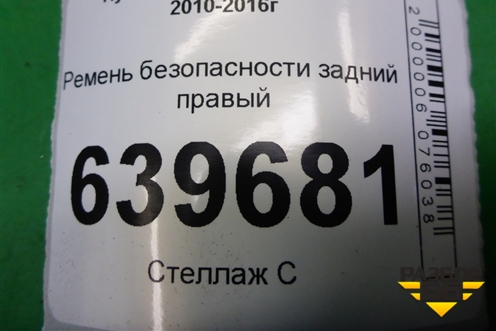 2010-2016г
Ремень безопасности задний
правый
639681
Стеллаж С
2000006076038